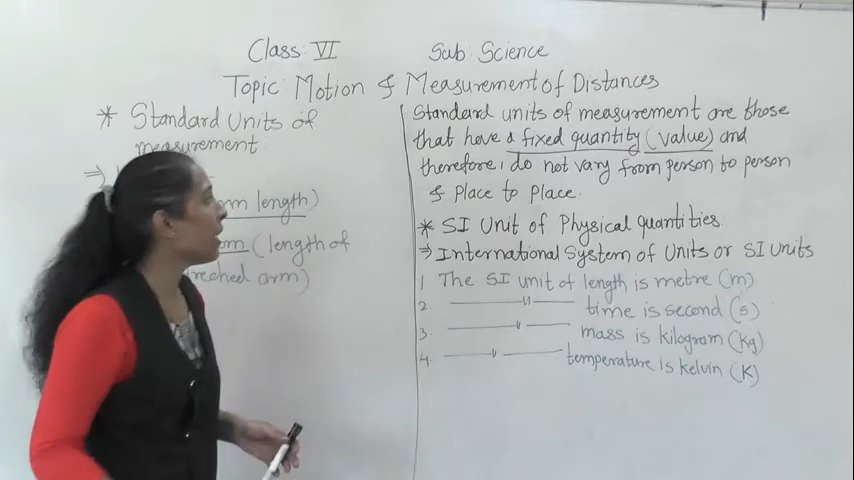 Class VI Sub: Science
Topic: Motion & Measurement of Distances
* Standard Units of
measurement
⇒
length)
(length of
arm)
Standard units of measurement are those
that have a fixed quantity (value) and
therefore, do not vary from person to person
& Place to Place.
* SI Unit of Physical quantities
⇒ International System of Units or SI Units
1 The SI unit of length is metre (m)
2. —〃— time is second (s)
3. —〃— mass is kilogram (Kg)
4. —〃— temperature is kelvin (K)